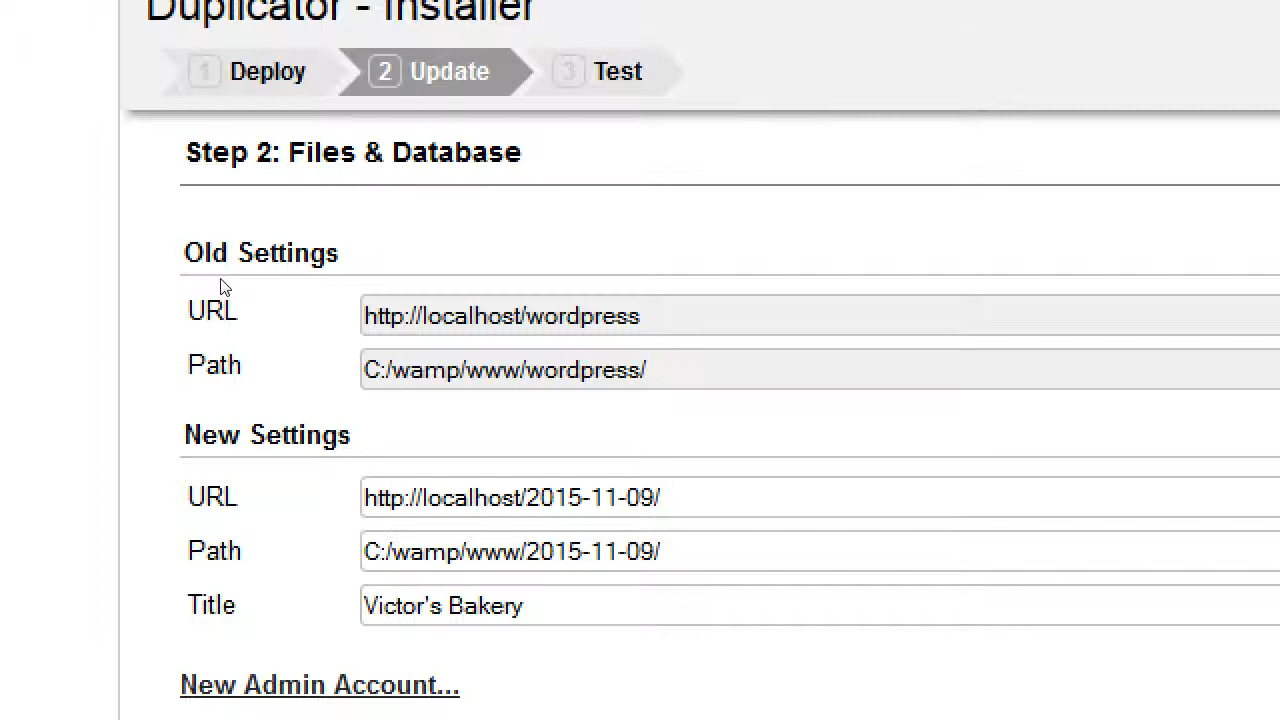 Duplicator - Installer
1 Deploy 2 Update 3 Test
Step 2: Files & Database
Old Settings
URL http://localhost/wordpress
Path C:/wamp/www/wordpress/
New Settings
URL http://localhost/2015-11-09/
Path C:/wamp/www/2015-11-09/
Title Victor's Bakery
New Admin Account...